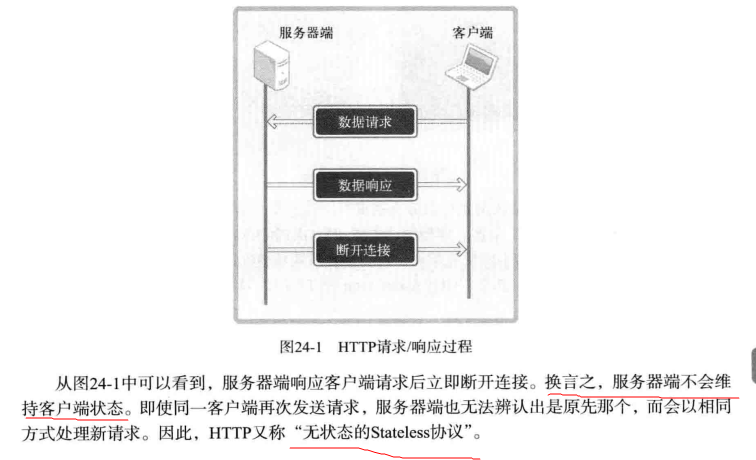 服务器端
客户端
数据请求
数据响应
断开连接
图24-1 HTTP请求/响应过程
从图24-1中可以看到，服务器端响应客户端请求后立即断开连接。换言之，服务器端不会维
持客户端状态。即使同一客户端再次发送请求，服务器端也无法辨认出是原先那个，而会以相同
方式处理新请求。因此，HTTP又称“无状态的Stateless协议”。